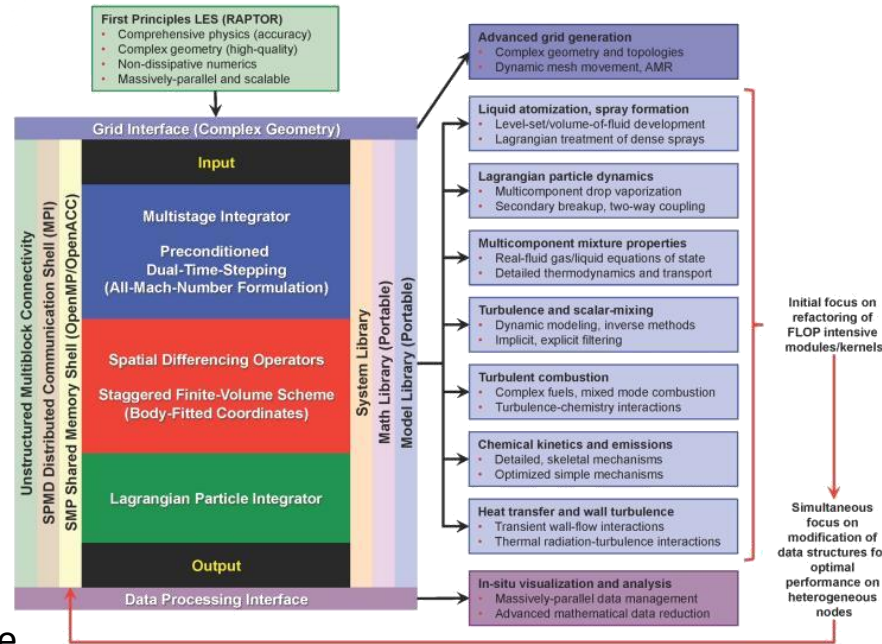 First Principles LES (RAPTOR)
• Comprehensive physics (accuracy)
• Complex geometry (high-quality)
• Non-dissipative numerics
• Massively-parallel and scalable
Grid Interface (Complex Geometry)
Unstructured Multiblock Connectivity
SPMD Distributed Communication Shell (MPI)
SMP Shared Memory Shell (OpenMP/OpenACC)
Input
Multistage Integrator
Preconditioned
Dual-Time-Stepping
(All-Mach-Number Formulation)
Spatial Differencing Operators
Staggered Finite-Volume Scheme
(Body-Fitted Coordinates)
Lagrangian Particle Integrator
Output
System Library
Math Library (Portable)
Model Library (Portable)
Data Processing Interface
Advanced grid generation
• Complex geometry and topologies
• Dynamic mesh movement, AMR
Liquid atomization, spray formation
• Level-set/volume-of-fluid development
• Lagrangian treatment of dense sprays
Lagrangian particle dynamics
• Multicomponent drop vaporization
• Secondary breakup, two-way coupling
Multicomponent mixture properties
• Real-fluid gas/liquid equations of state
• Detailed thermodynamics and transport
Turbulence and scalar-mixing
• Dynamic modeling, inverse methods
• Implicit, explicit filtering
Turbulent combustion
• Complex fuels, mixed mode combustion
• Turbulence-chemistry interactions
Chemical kinetics and emissions
• Detailed, skeletal mechanisms
• Optimized simple mechanisms
Heat transfer and wall turbulence
• Transient wall-flow interactions
• Thermal radiation-turbulence interactions
In-situ visualization and analysis
• Massively-parallel data management
• Advanced mathematical data reduction
Initial focus on
refactoring of
FLOP intensive
modules/kernels
Simultaneous
focus on
modification of
data structures fo
optimal
performance on
heterogeneous
nodes
e